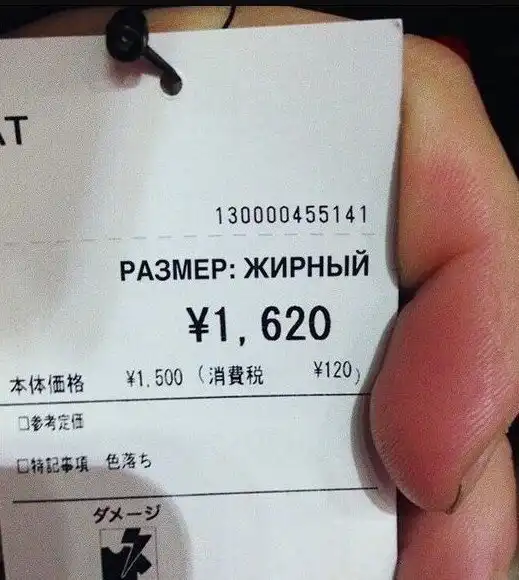 AT
130000455141
РАЗМЕР: ЖИРНЫЙ
¥1,620
本体価格 ¥1,500 (消費税 ¥120)
□参考定価
□特記事項 色落ち
ダメージ